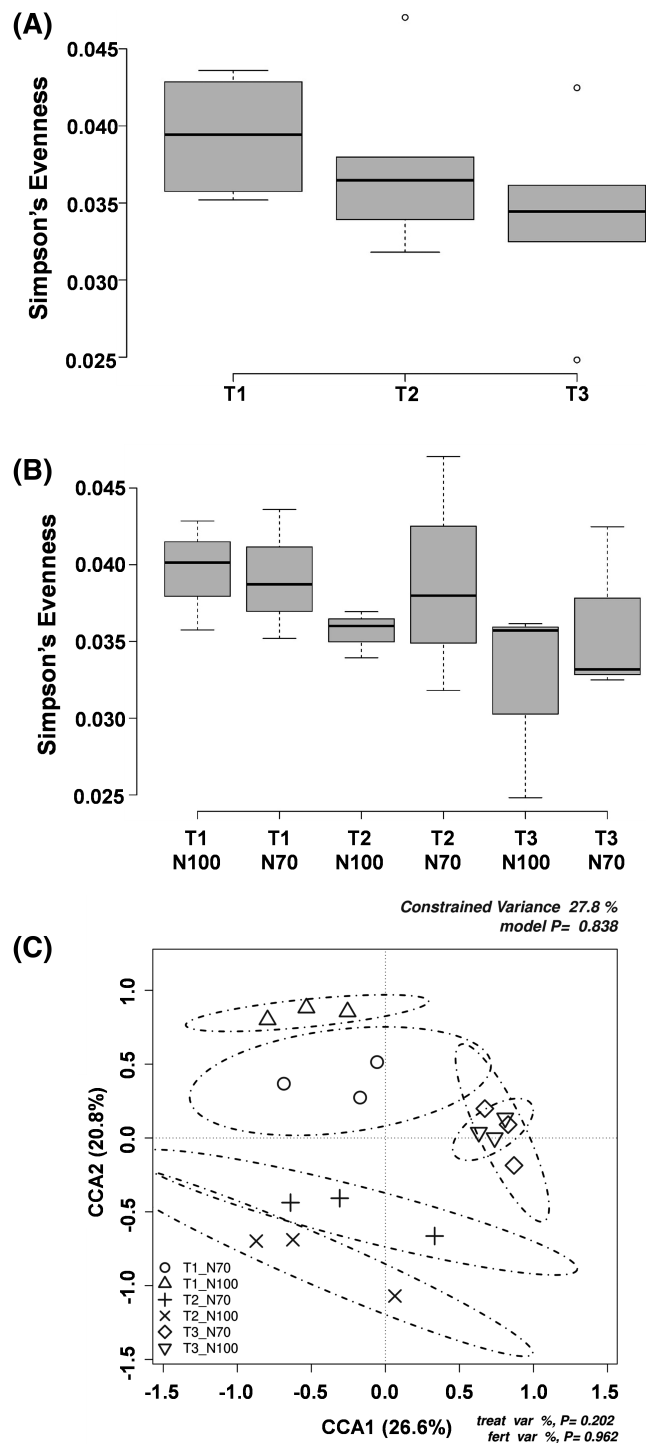 (A)
Simpson's Evenness
0.045
0.040
0.035
0.030
0.025
T1 T2 T3
(B)
Simpson's Evenness
0.045
0.040
0.035
0.030
0.025
T1 T1 T2 T2 T3 T3
N100 N70 N100 N70 N100 N70
Constrained Variance 27.8 %
model P= 0.838
(C)
CCA2 (20.8%)
1.0
0.5
0.0
-0.5
-1.0
-1.5
T1_N70
T1_N100
T2_N70
T2_N100
T3_N70
T3_N100
-1.5 -1.0 -0.5 0.0 0.5 1.0 1.5
CCA1 (26.6%)
treat var %, P= 0.202
fert var %, P= 0.962